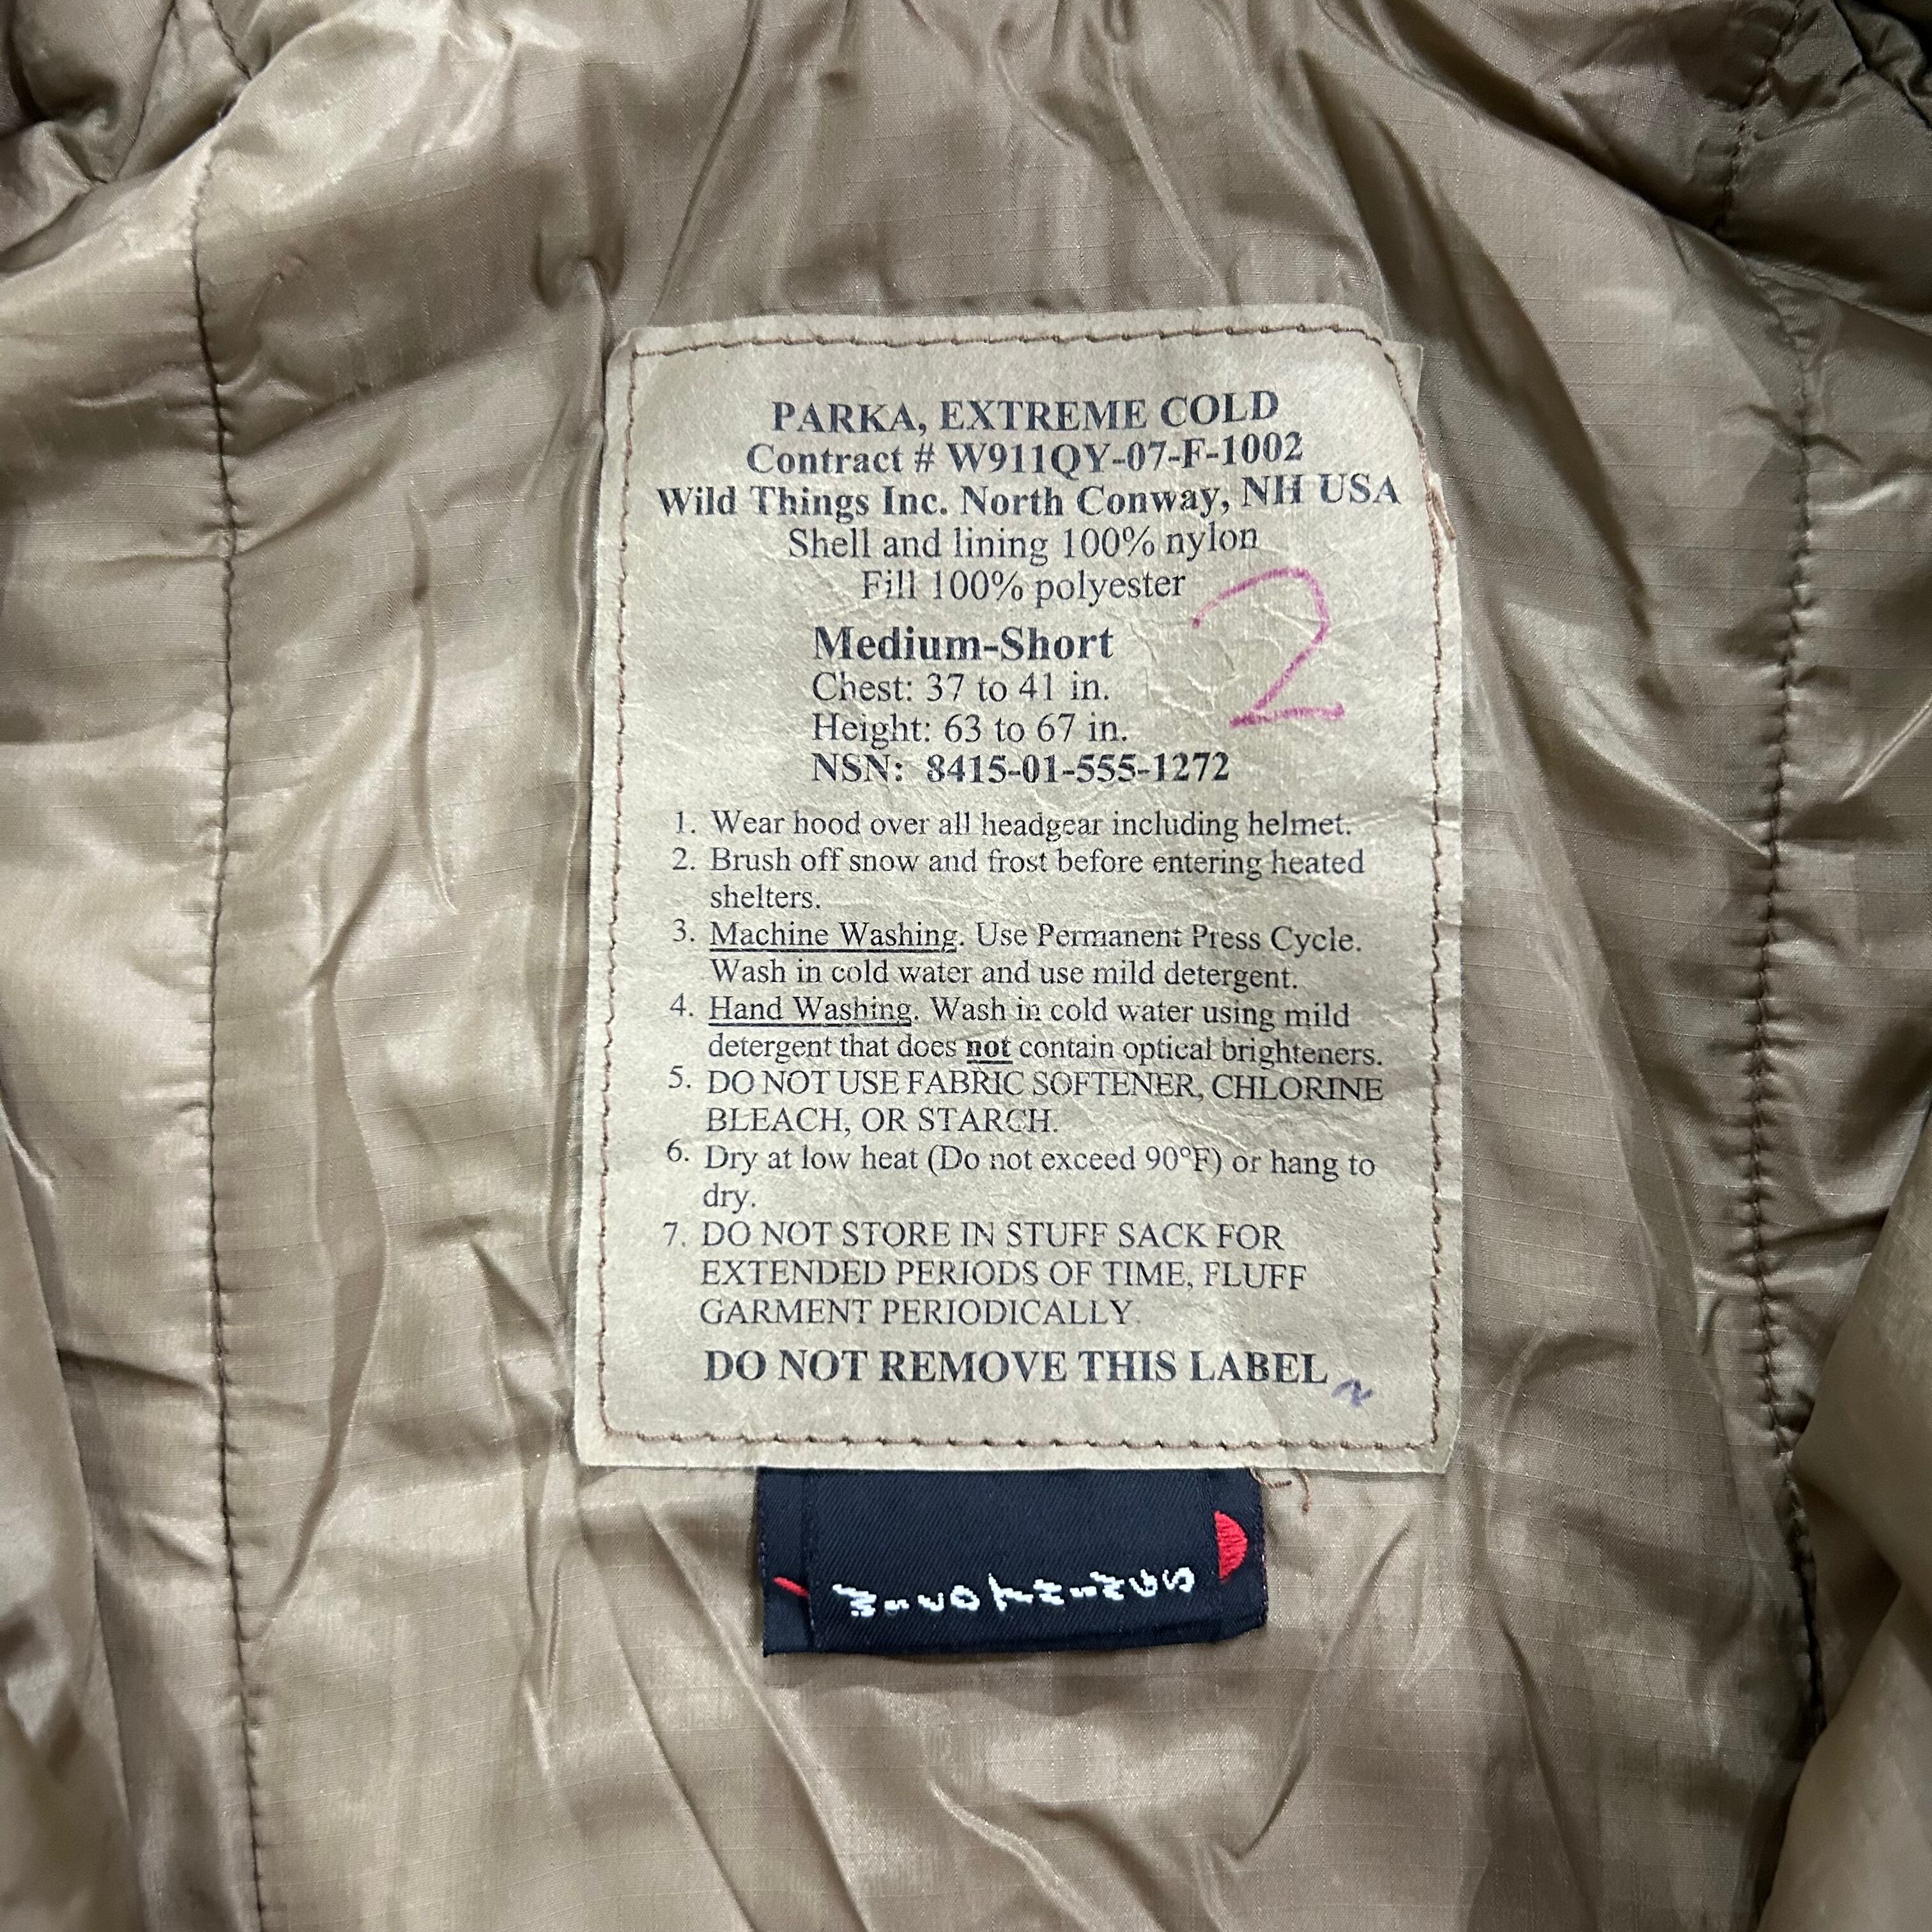 PARKA, EXTREME COLD
Contract # W911QY-07-F-1002
Wild Things Inc. North Conway, NH USA
Shell and lining 100% nylon
Fill 100% polyester
2
Medium-Short
Chest: 37 to 41 in.
Height: 63 to 67 in.
NSN: 8415-01-555-1272
1. Wear hood over all headgear including helmet.
2. Brush off snow and frost before entering heated
shelters.
3. Machine Washing. Use Permanent Press Cycle.
Wash in cold water and use mild detergent.
4. Hand Washing. Wash in cold water using mild
detergent that does not contain optical brighteners.
5. DO NOT USE FABRIC SOFTENER, CHLORINE
BLEACH, OR STARCH.
6. Dry at low heat (Do not exceed 90°F) or hang to
dry.
7. DO NOT STORE IN STUFF SACK FOR
EXTENDED PERIODS OF TIME, FLUFF
GARMENT PERIODICALLY.
DO NOT REMOVE THIS LABEL
WILD THINGS